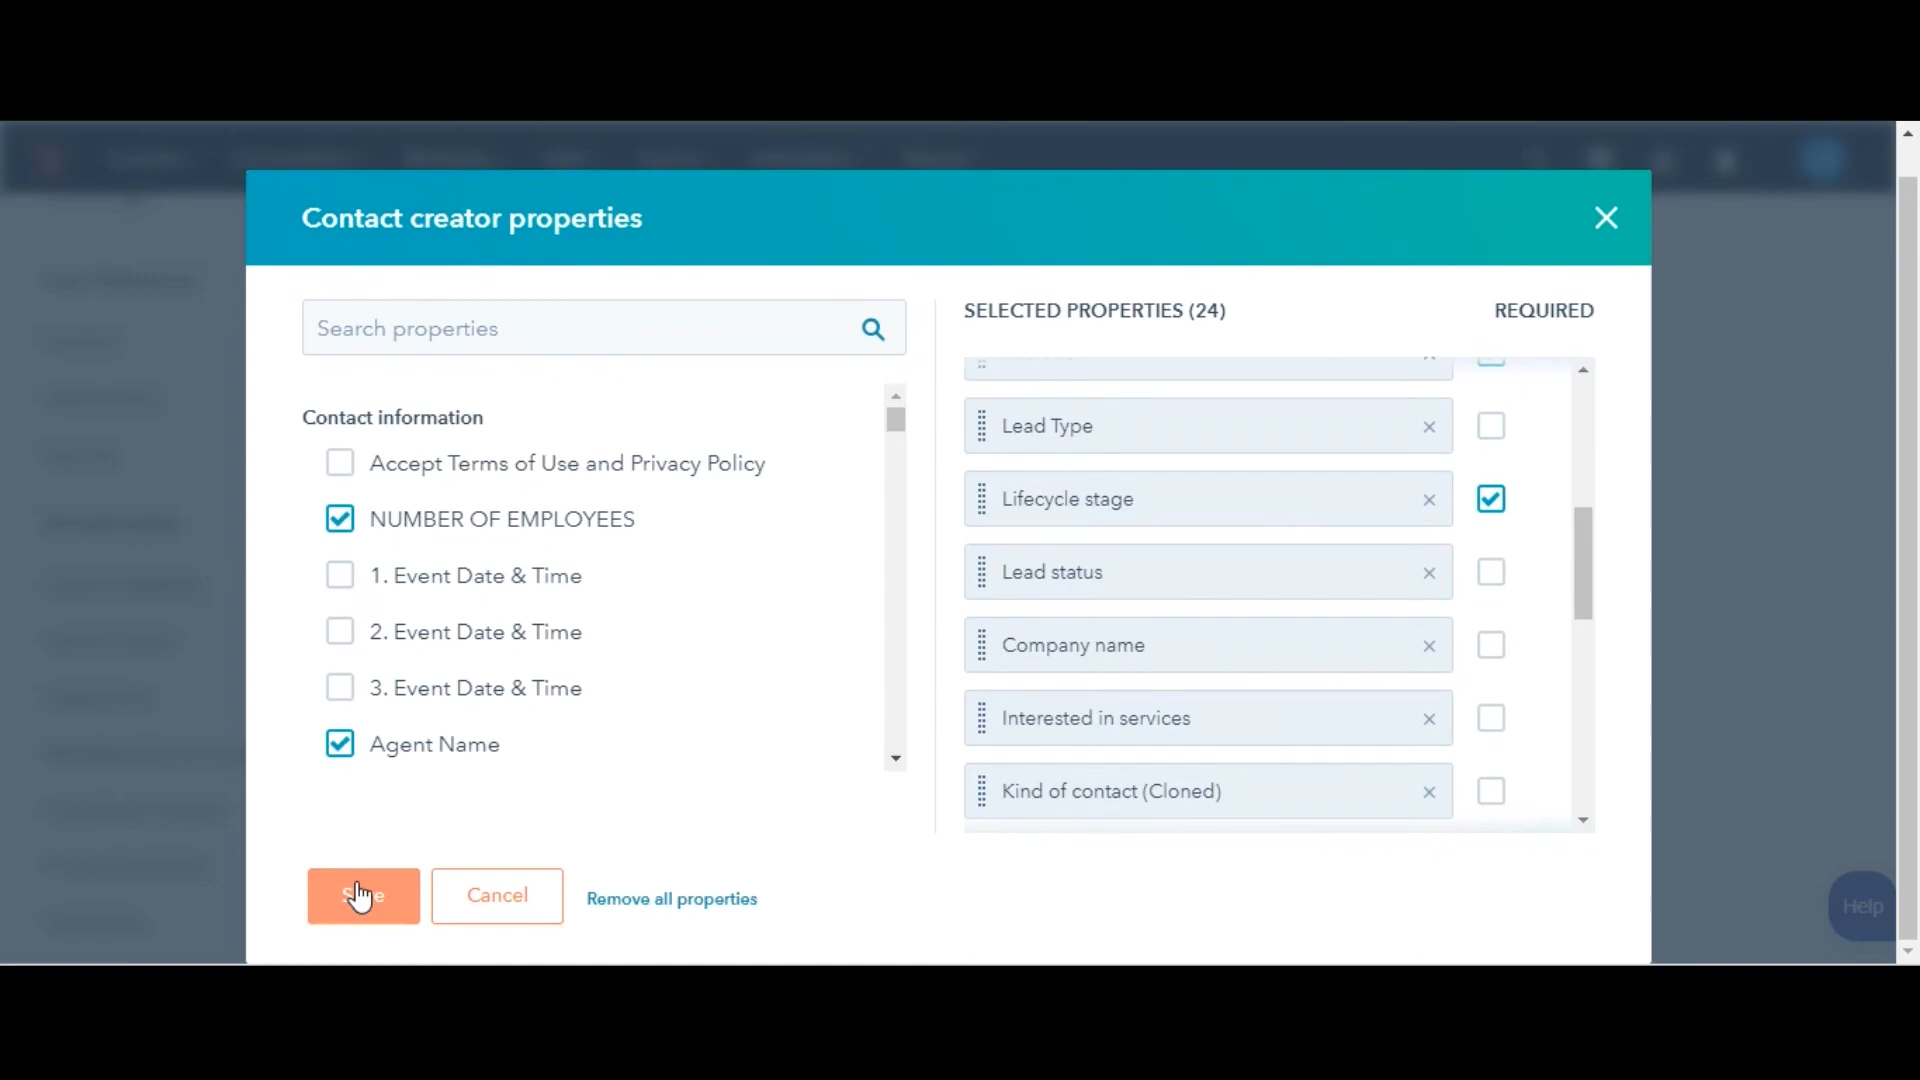 Contact creator properties
Search properties
Contact information
Accept Terms of Use and Privacy Policy
NUMBER OF EMPLOYEES
1. Event Date & Time
2. Event Date & Time
3. Event Date & Time
Agent Name
SELECTED PROPERTIES (24)
REQUIRED
Lead Type
Lifecycle stage
Lead status
Company name
Interested in services
Kind of contact (Cloned)
Cancel
Remove all properties
Help